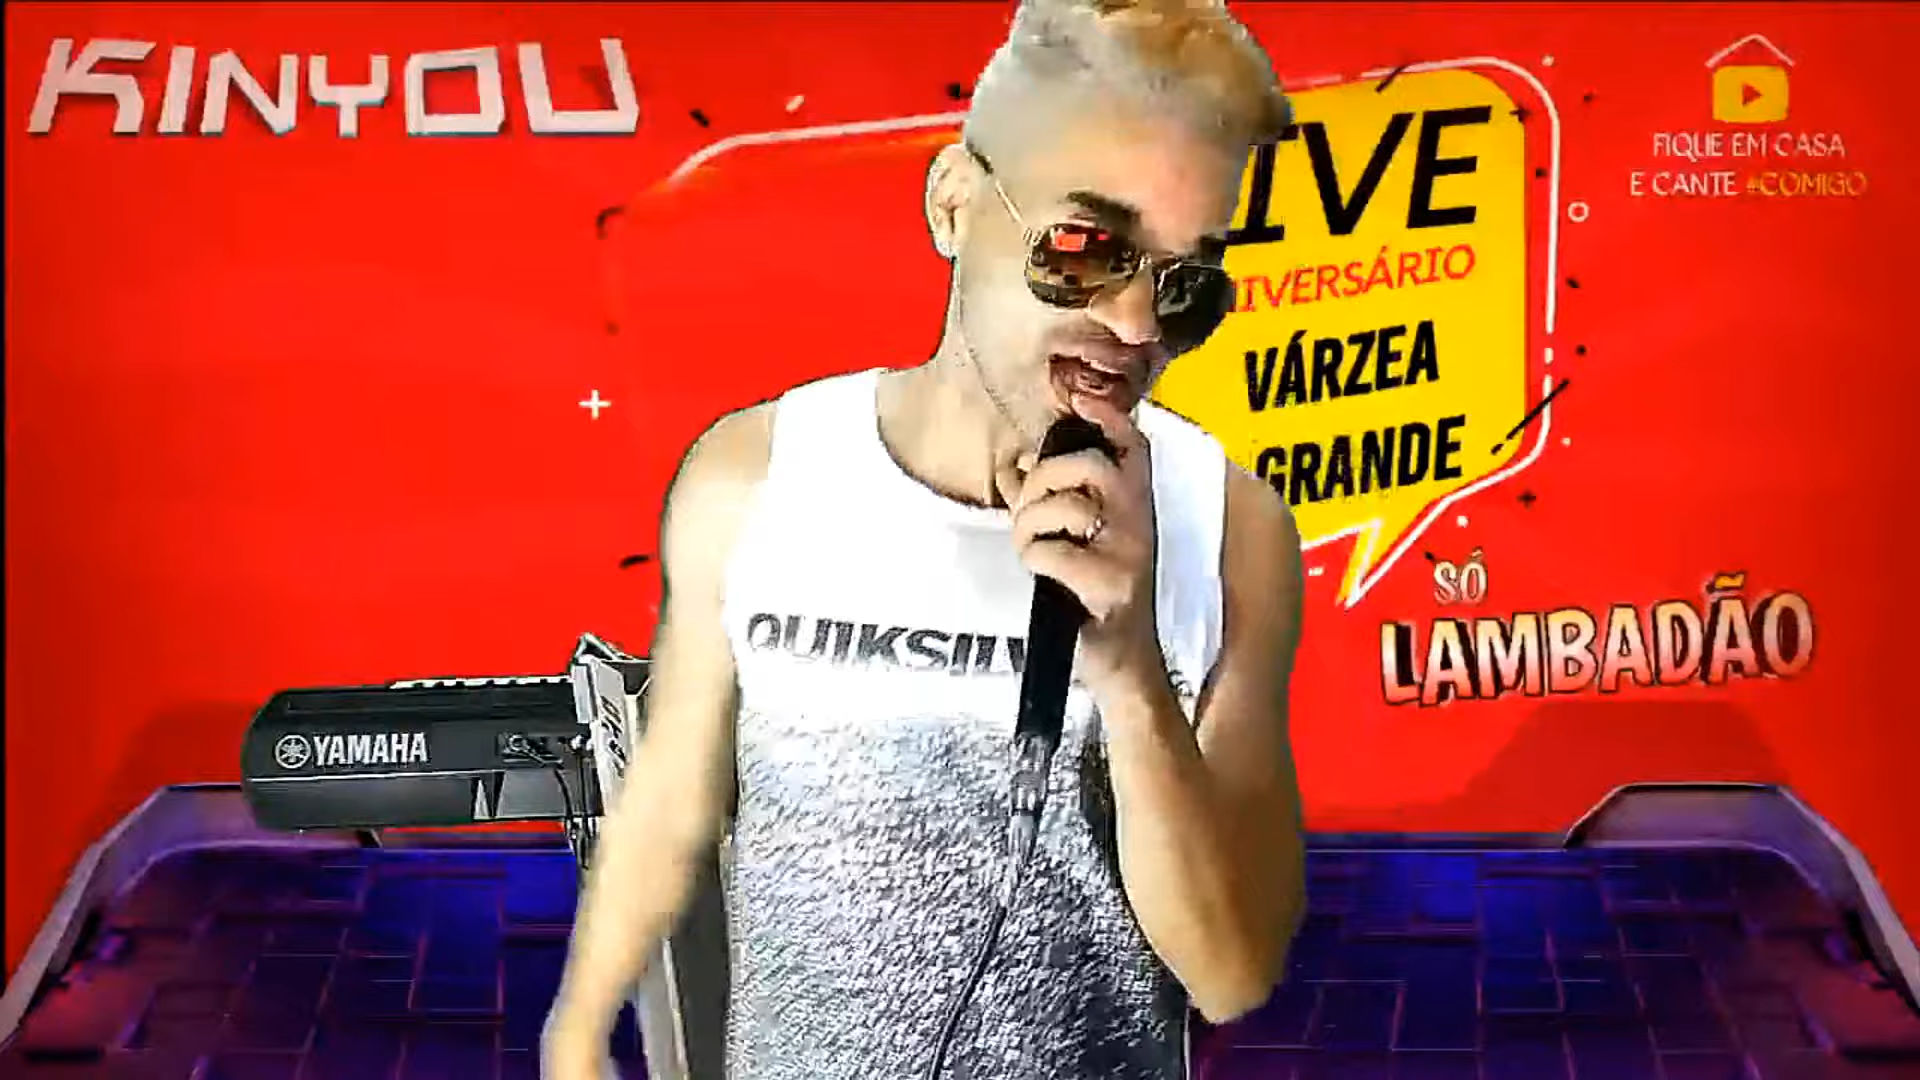 KINYOU
FIQUE EM CASA
E CANTE #COMIGO
IVE
IVERSÁRIO
VÁRZEA
GRANDE
SÓ
LAMBADÃO
QUIKSILV
YAMAHA